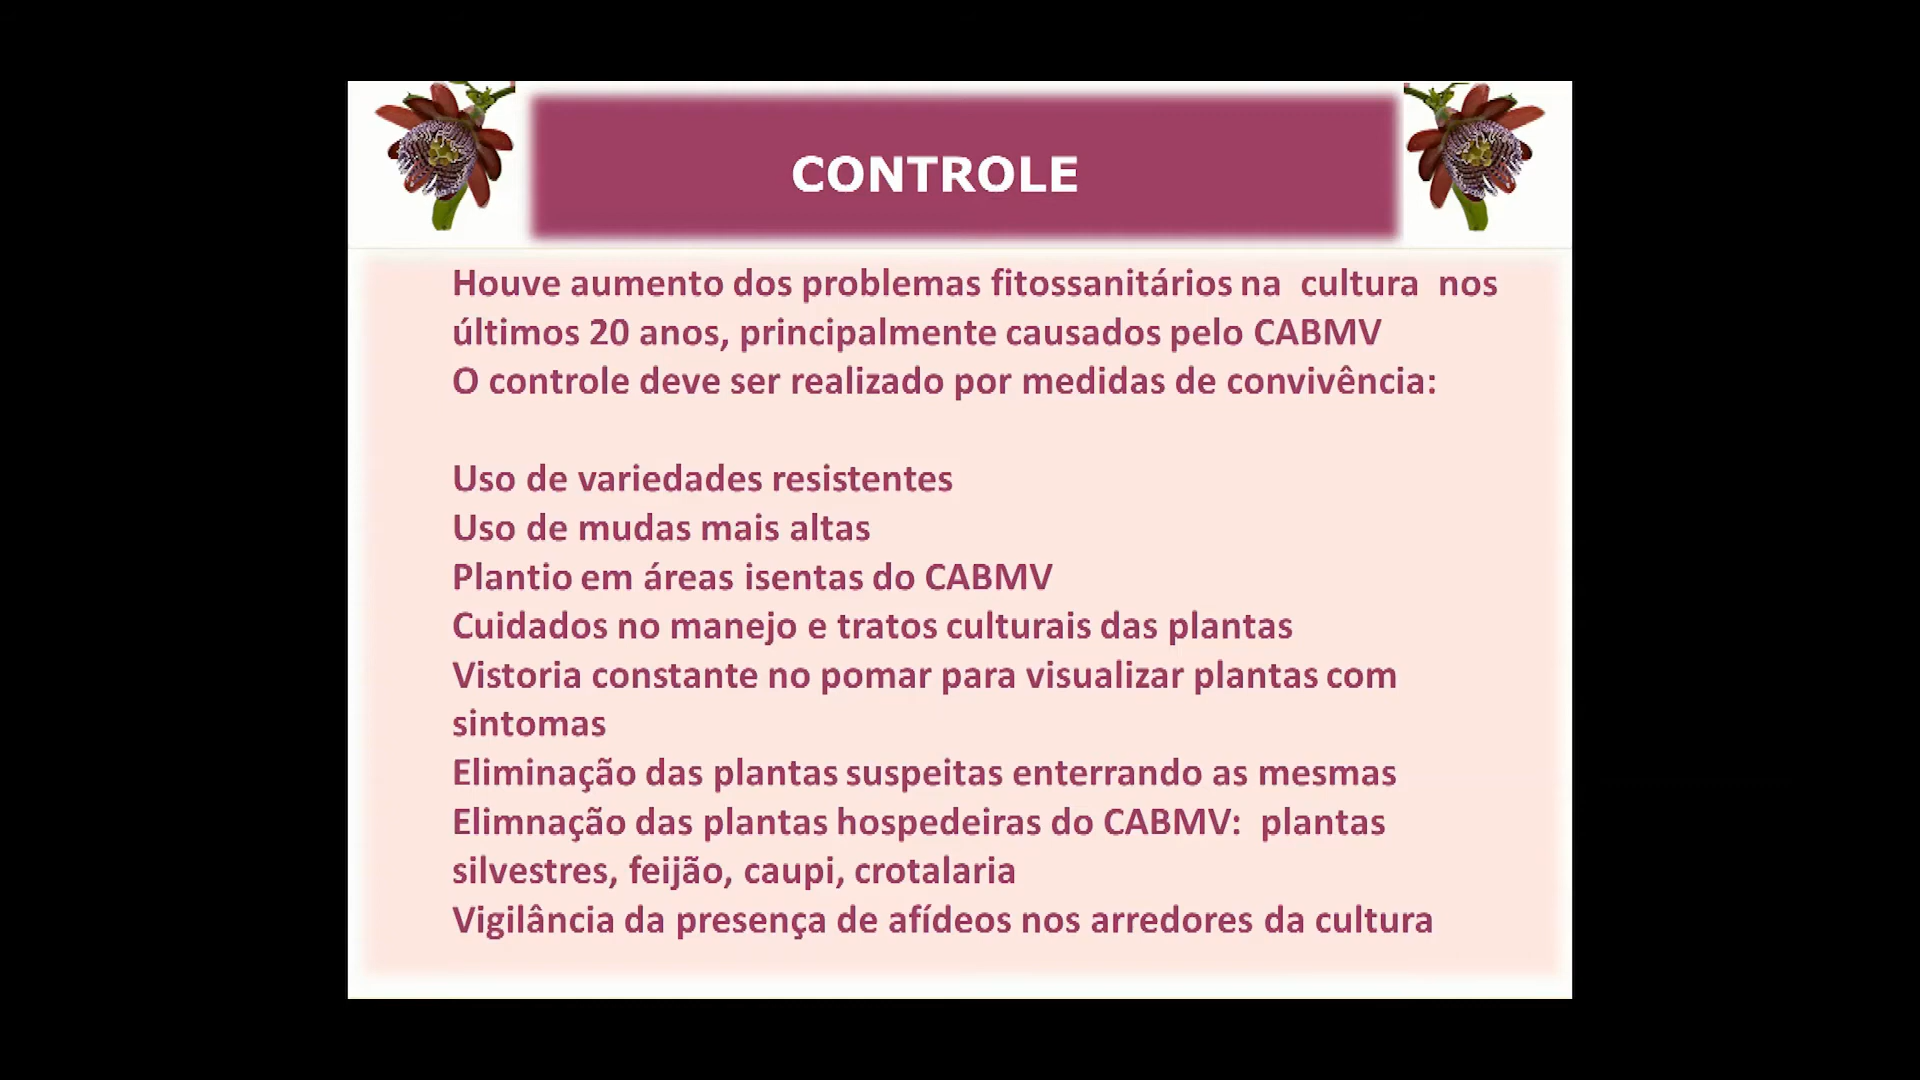 CONTROLE
Houve aumento dos problemas fitossanitários na cultura nos
últimos 20 anos, principalmente causados pelo CABMV
O controle deve ser realizado por medidas de convivência:
Uso de variedades resistentes
Uso de mudas mais altas
Plantio em áreas isentas do CABMV
Cuidados no manejo e tratos culturais das plantas
Vistoria constante no pomar para visualizar plantas com
sintomas
Eliminação das plantas suspeitas enterrando as mesmas
Elimnação das plantas hospedeiras do CABMV: plantas
silvestres, feijão, caupi, crotalaria
Vigilância da presença de afídeos nos arredores da cultura